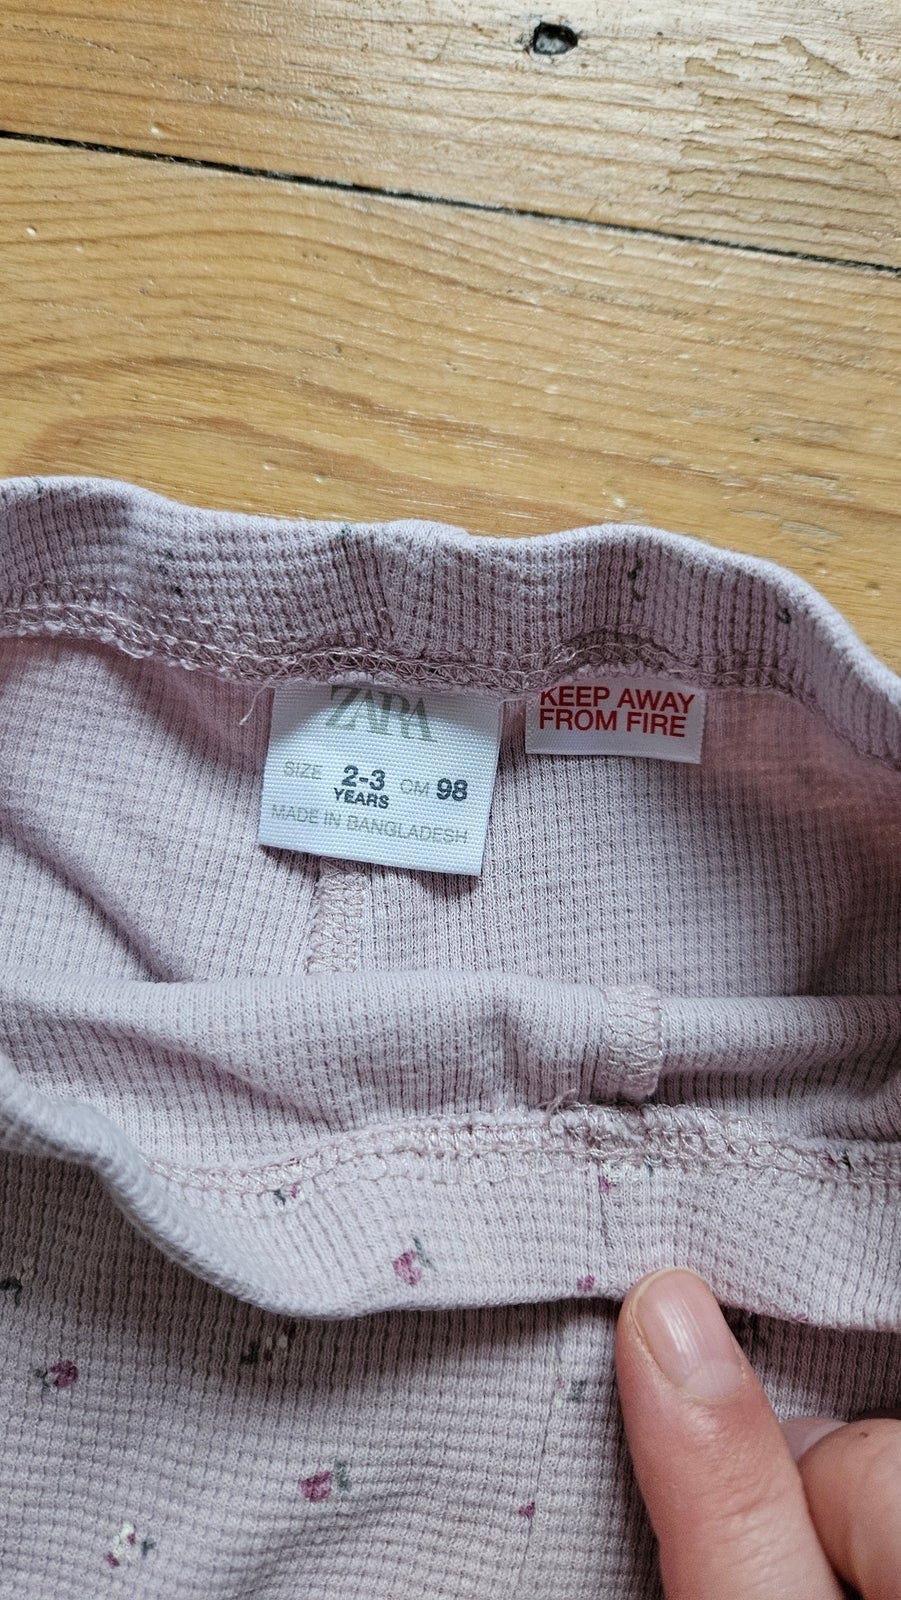 ZARA
SIZE 2-3 YEARS CM 98
MADE IN BANGLADESH
KEEP AWAY
FROM FIRE